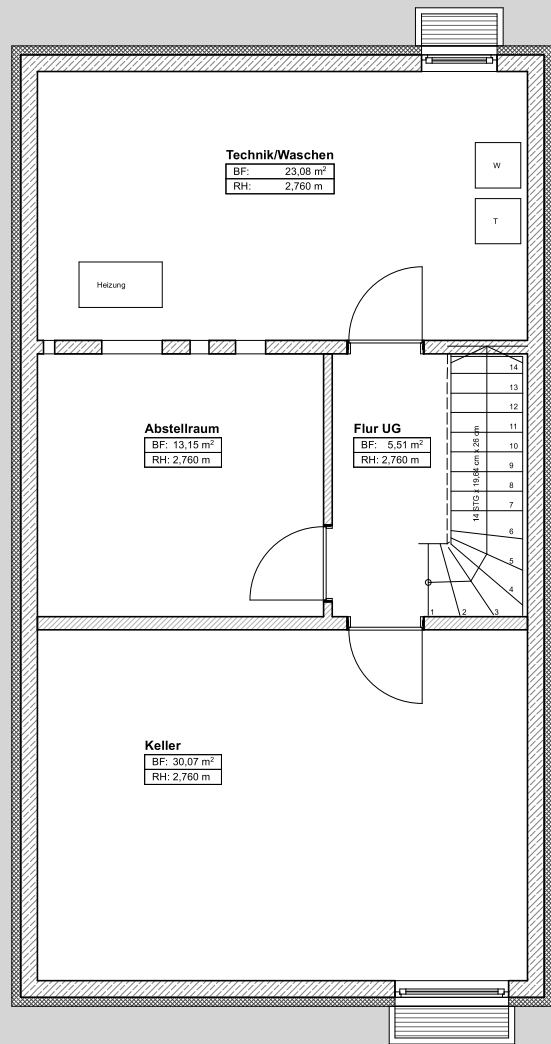 Technik/Waschen
BF: 23,08 m²
RH: 2,760 m
W
T
Heizung
Abstellraum
BF: 13,15 m²
RH: 2,760 m
Flur UG
BF: 5,51 m²
RH: 2,760 m
14
13
12
11
10
9
8
7
6
5
4
3
2
1
14 STG x 19,64 cm x 26 cm
Keller
BF: 30,07 m²
RH: 2,760 m